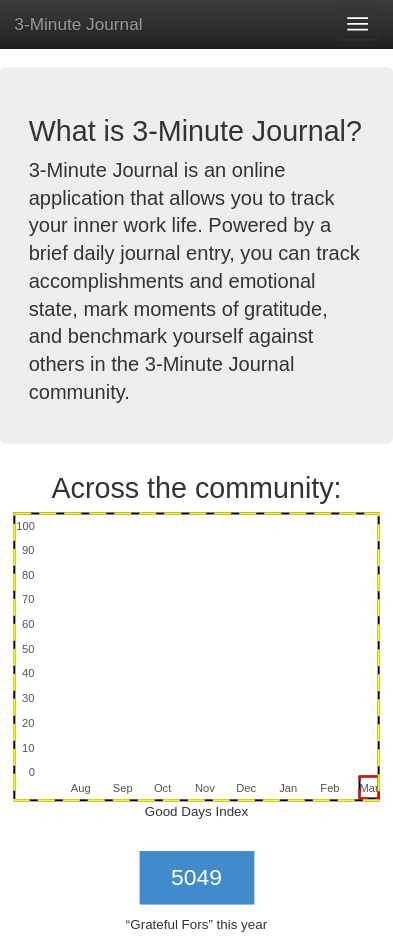 3-Minute Journal
What is 3-Minute Journal?
3-Minute Journal is an online
application that allows you to track
your inner work life. Powered by a
brief daily journal entry, you can track
accomplishments and emotional
state, mark moments of gratitude,
and benchmark yourself against
others in the 3-Minute Journal
community.
Across the community:
100
90
80
70
60
50
40
30
20
10
0
Aug Sep Oct Nov Dec Jan Feb Mar
Good Days Index
5049
“Grateful Fors” this year